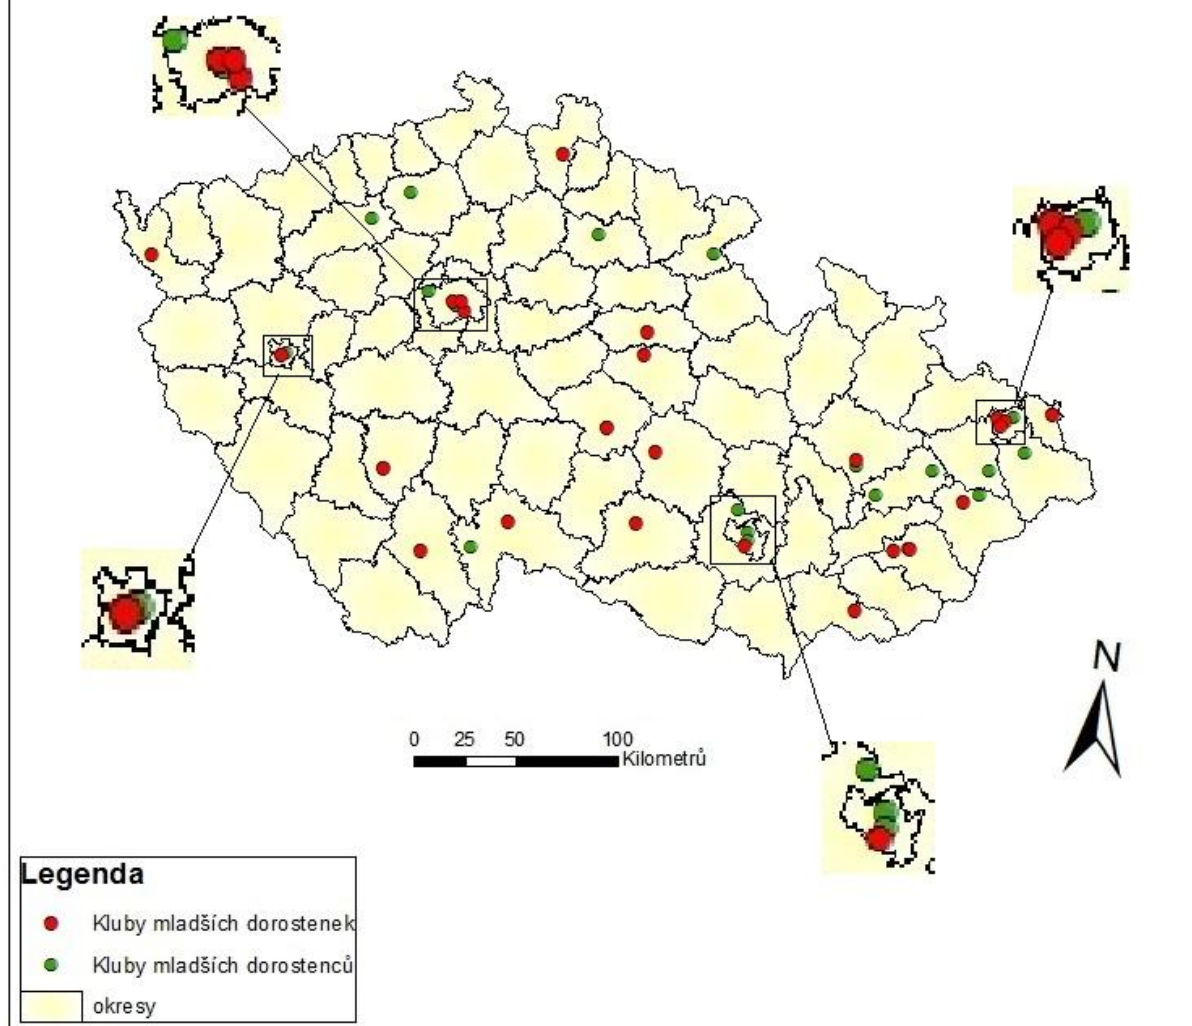 N
0 25 50 100
Kilometrů
Legenda
Kluby mladších dorostenek
Kluby mladších dorostenců
okresy